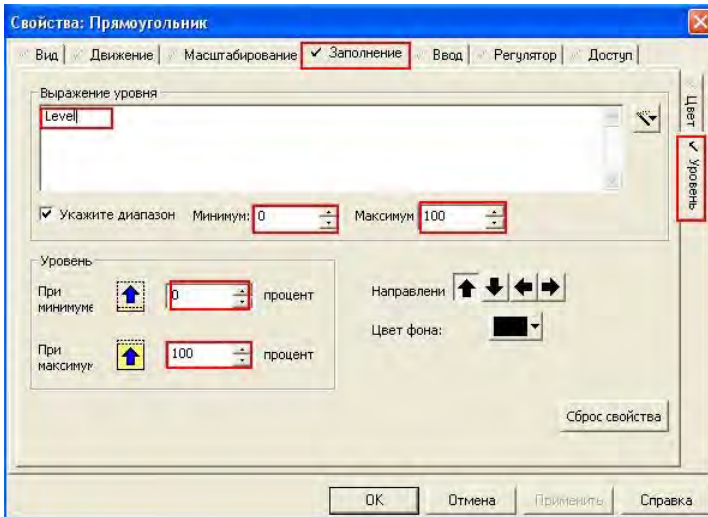 Свойства: Прямоугольник
Вид Движение Масштабирование Заполнение Ввод Регулятор Доступ
Цвет
Уровень
Выражение уровня
Level
Укажите диапазон Минимум: 0 Максимум 100
Уровень
При минимуме 0 процент
При максимум 100 процент
Направлени
Цвет фона:
Сброс свойства
OK Отмена Применить Справка